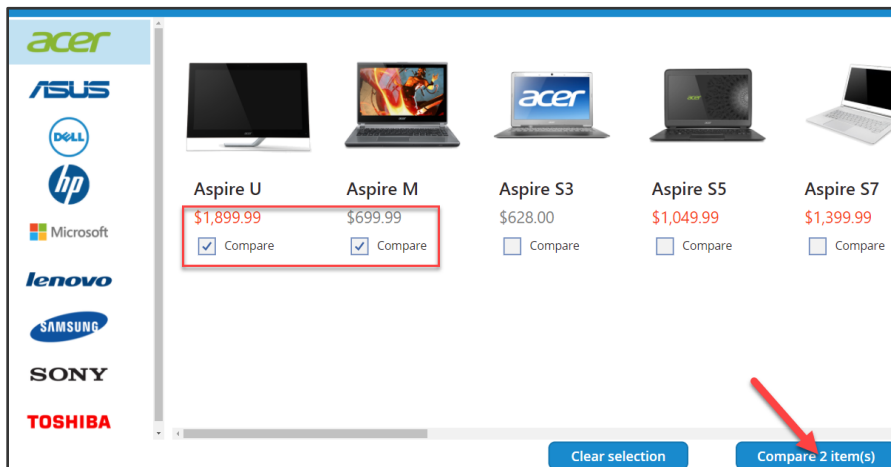 acer
ASUS
DELL
hp
Microsoft
lenovo
SAMSUNG
SONY
TOSHIBA
acer
acer
Aspire U
Aspire M
Aspire S3
Aspire S5
Aspire S7
$1,899.99
$699.99
$628.00
$1,049.99
$1,399.99
Compare
Compare
Compare
Compare
Compare
Clear selection
Compare 2 item(s)